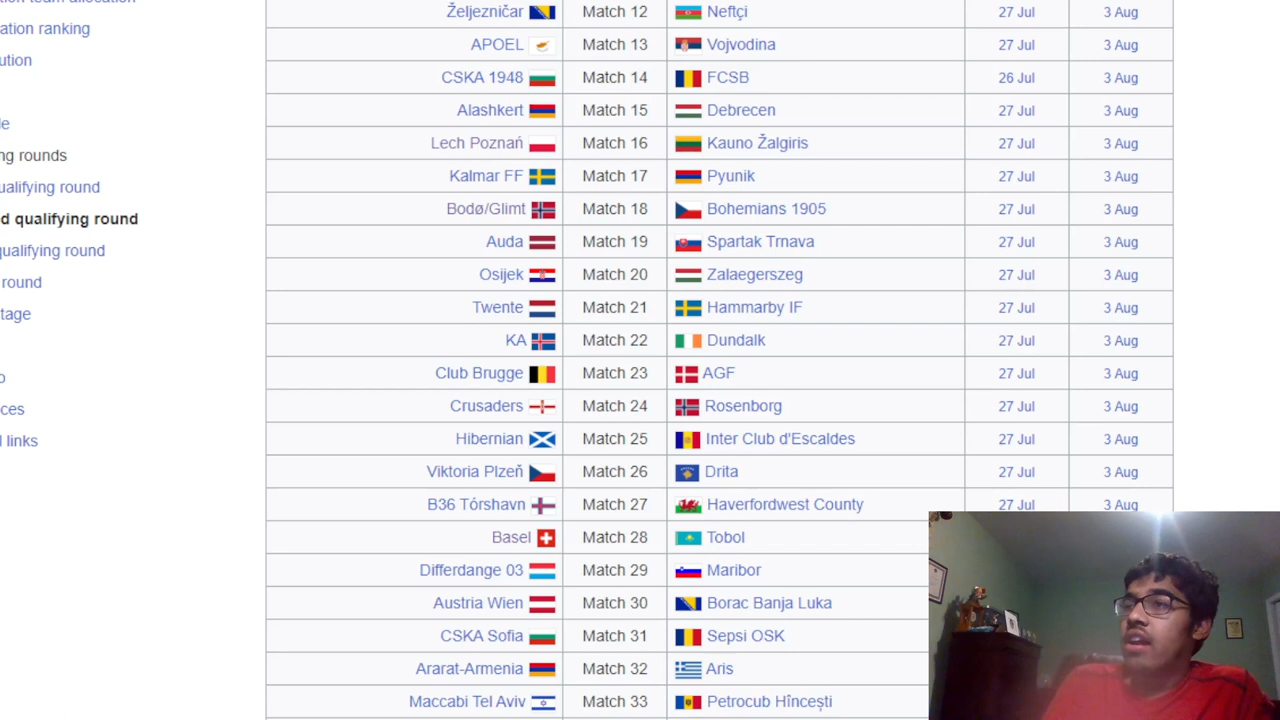 tion team allocation
ation ranking
ution
le
ng rounds
ualifying round
d qualifying round
qualifying round
round
tage
o
ces
l links
Željezničar Match 12 Neftçi 27 Jul 3 Aug
APOEL Match 13 Vojvodina 27 Jul 3 Aug
CSKA 1948 Match 14 FCSB 26 Jul 3 Aug
Alashkert Match 15 Debrecen 27 Jul 3 Aug
Lech Poznań Match 16 Kauno Žalgiris 27 Jul 3 Aug
Kalmar FF Match 17 Pyunik 27 Jul 3 Aug
Bodø/Glimt Match 18 Bohemians 1905 27 Jul 3 Aug
Auda Match 19 Spartak Trnava 27 Jul 3 Aug
Osijek Match 20 Zalaegerszeg 27 Jul 3 Aug
Twente Match 21 Hammarby IF 27 Jul 3 Aug
KA Match 22 Dundalk 27 Jul 3 Aug
Club Brugge Match 23 AGF 27 Jul 3 Aug
Crusaders Match 24 Rosenborg 27 Jul 3 Aug
Hibernian Match 25 Inter Club d'Escaldes 27 Jul 3 Aug
Viktoria Plzeň Match 26 Drita 27 Jul 3 Aug
B36 Tórshavn Match 27 Haverfordwest County 27 Jul 3 Aug
Basel Match 28 Tobol
Differdange 03 Match 29 Maribor
Austria Wien Match 30 Borac Banja Luka
CSKA Sofia Match 31 Sepsi OSK
Ararat-Armenia Match 32 Aris
Maccabi Tel Aviv Match 33 Petrocub Hîncești